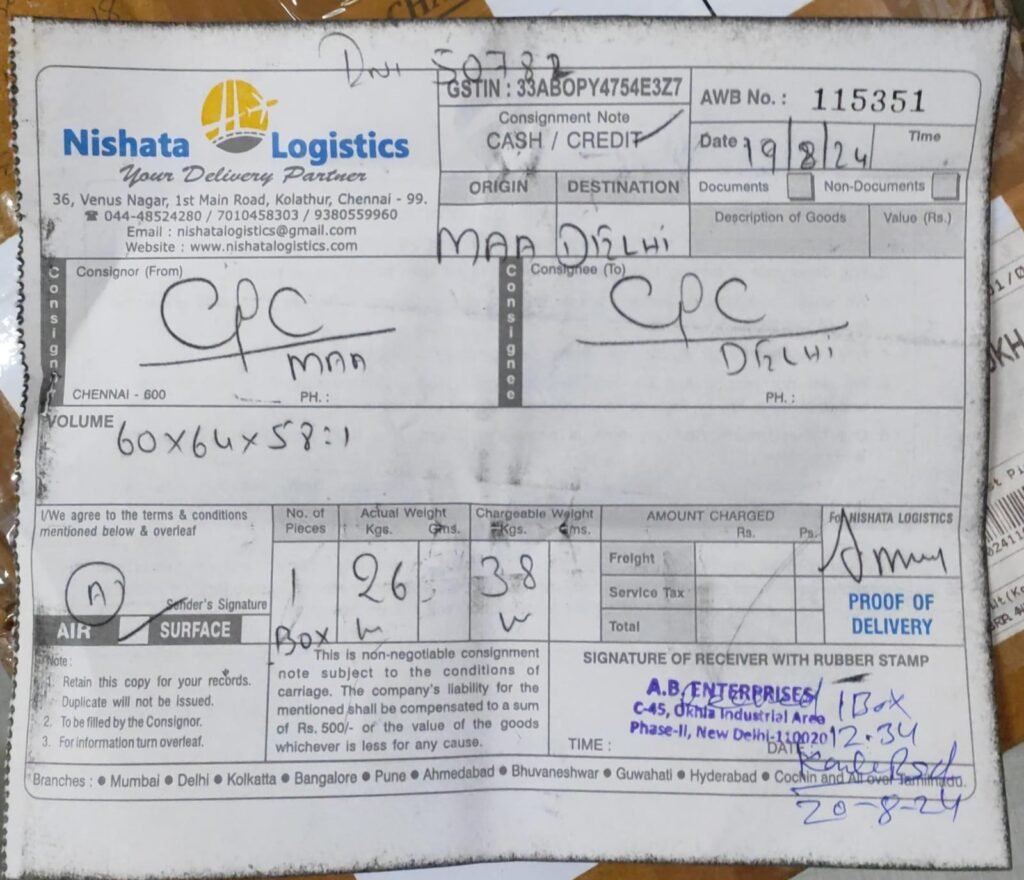 50782
Nishata Logistics
Your Delivery Partner
36, Venus Nagar, 1st Main Road, Kolathur, Chennai - 99.
☎ 044-48524280 / 7010458303 / 9380559960
Email : nishatalogistics@gmail.com
Website : www.nishatalogistics.com
GSTIN : 33ABOPY4754E3Z7
Consignment Note
CASH / CREDIT
ORIGIN DESTINATION
MAA DELHI
AWB No. : 115351
Date 19/8/24 Time
Documents Non-Documents
Description of Goods Value (Rs.)
Consignor
Consignor (From)
CPC
MAA
CHENNAI - 600 PH. :
Consignee
Consignee (To)
CPC
DELHI
PH. :
VOLUME
60x64x58:1
I/We agree to the terms & conditions
mentioned below & overleaf
A
Sender's Signature
AIR SURFACE
No. of
Pieces
1
BOX
Actual Weight
Kgs. Gms.
26
Chargeable Weight
Kgs. Gms.
38
AMOUNT CHARGED
Rs. Ps.
Freight
Service Tax
Total
For NISHATA LOGISTICS
PROOF OF
DELIVERY
Note :
1. Retain this copy for your records.
Duplicate will not be issued.
2. To be filled by the Consignor.
3. For information turn overleaf.
This is non-negotiable consignment
note subject to the conditions of
carriage. The company's liability for the
mentioned shall be compensated to a sum
of Rs. 500/- or the value of the goods
whichever is less for any cause.
SIGNATURE OF RECEIVER WITH RUBBER STAMP
A.B. ENTERPRISES
C-45, Okhla Industrial Area
Phase-II, New Delhi-110020
1Box
12.34
TIME : DATE
20-8-24
Branches : ● Mumbai ● Delhi ● Kolkatta ● Bangalore ● Pune ● Ahmedabad ● Bhuvaneshwar ● Guwahati ● Hyderabad ● Cochin and All over Tamilnadu.